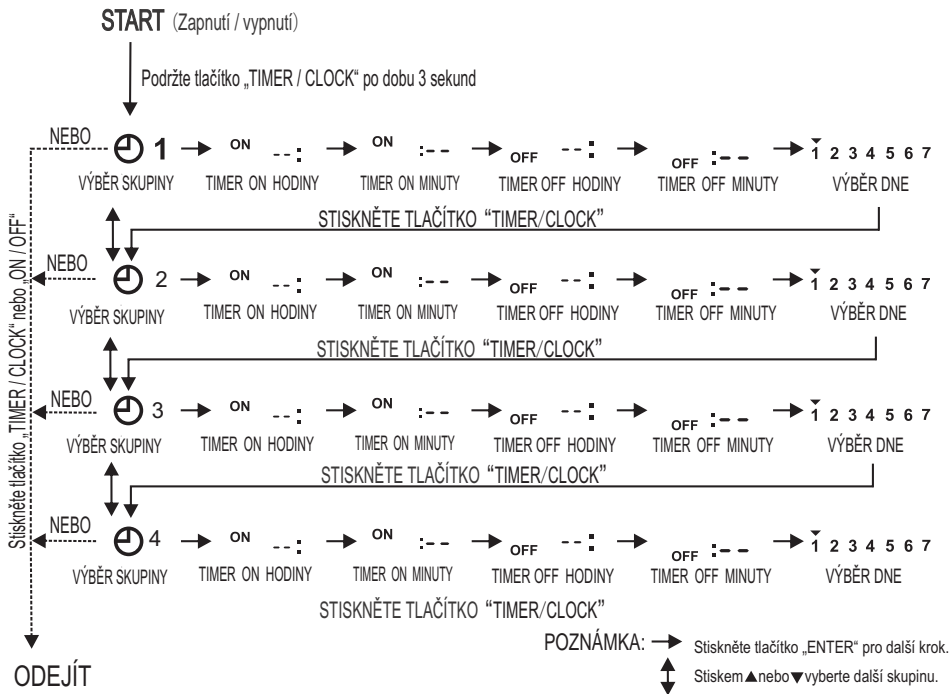 START (Zapnutí / vypnutí)
Podržte tlačítko „TIMER / CLOCK“ po dobu 3 sekund
NEBO 1 ON --: ON :-- OFF --: OFF :-- 1 2 3 4 5 6 7
VÝBĚR SKUPINY TIMER ON HODINY TIMER ON MINUTY TIMER OFF HODINY TIMER OFF MINUTY VÝBĚR DNE
STISKNĚTE TLAČÍTKO “TIMER/CLOCK”
NEBO 2 ON --: ON :-- OFF --: OFF :-- 1 2 3 4 5 6 7
VÝBĚR SKUPINY TIMER ON HODINY TIMER ON MINUTY TIMER OFF HODINY TIMER OFF MINUTY VÝBĚR DNE
STISKNĚTE TLAČÍTKO “TIMER/CLOCK”
NEBO 3 ON --: ON :-- OFF --: OFF :-- 1 2 3 4 5 6 7
VÝBĚR SKUPINY TIMER ON HODINY TIMER ON MINUTY TIMER OFF HODINY TIMER OFF MINUTY VÝBĚR DNE
STISKNĚTE TLAČÍTKO “TIMER/CLOCK”
NEBO 4 ON --: ON :-- OFF --: OFF :-- 1 2 3 4 5 6 7
VÝBĚR SKUPINY TIMER ON HODINY TIMER ON MINUTY TIMER OFF HODINY TIMER OFF MINUTY VÝBĚR DNE
STISKNĚTE TLAČÍTKO “TIMER/CLOCK”
Stiskněte tlačítko „TIMER / CLOCK“ nebo „ON / OFF“
ODEJÍT
POZNÁMKA: → Stiskněte tlačítko „ENTER“ pro další krok.
↕ Stiskem ▲nebo▼vyberte další skupinu.